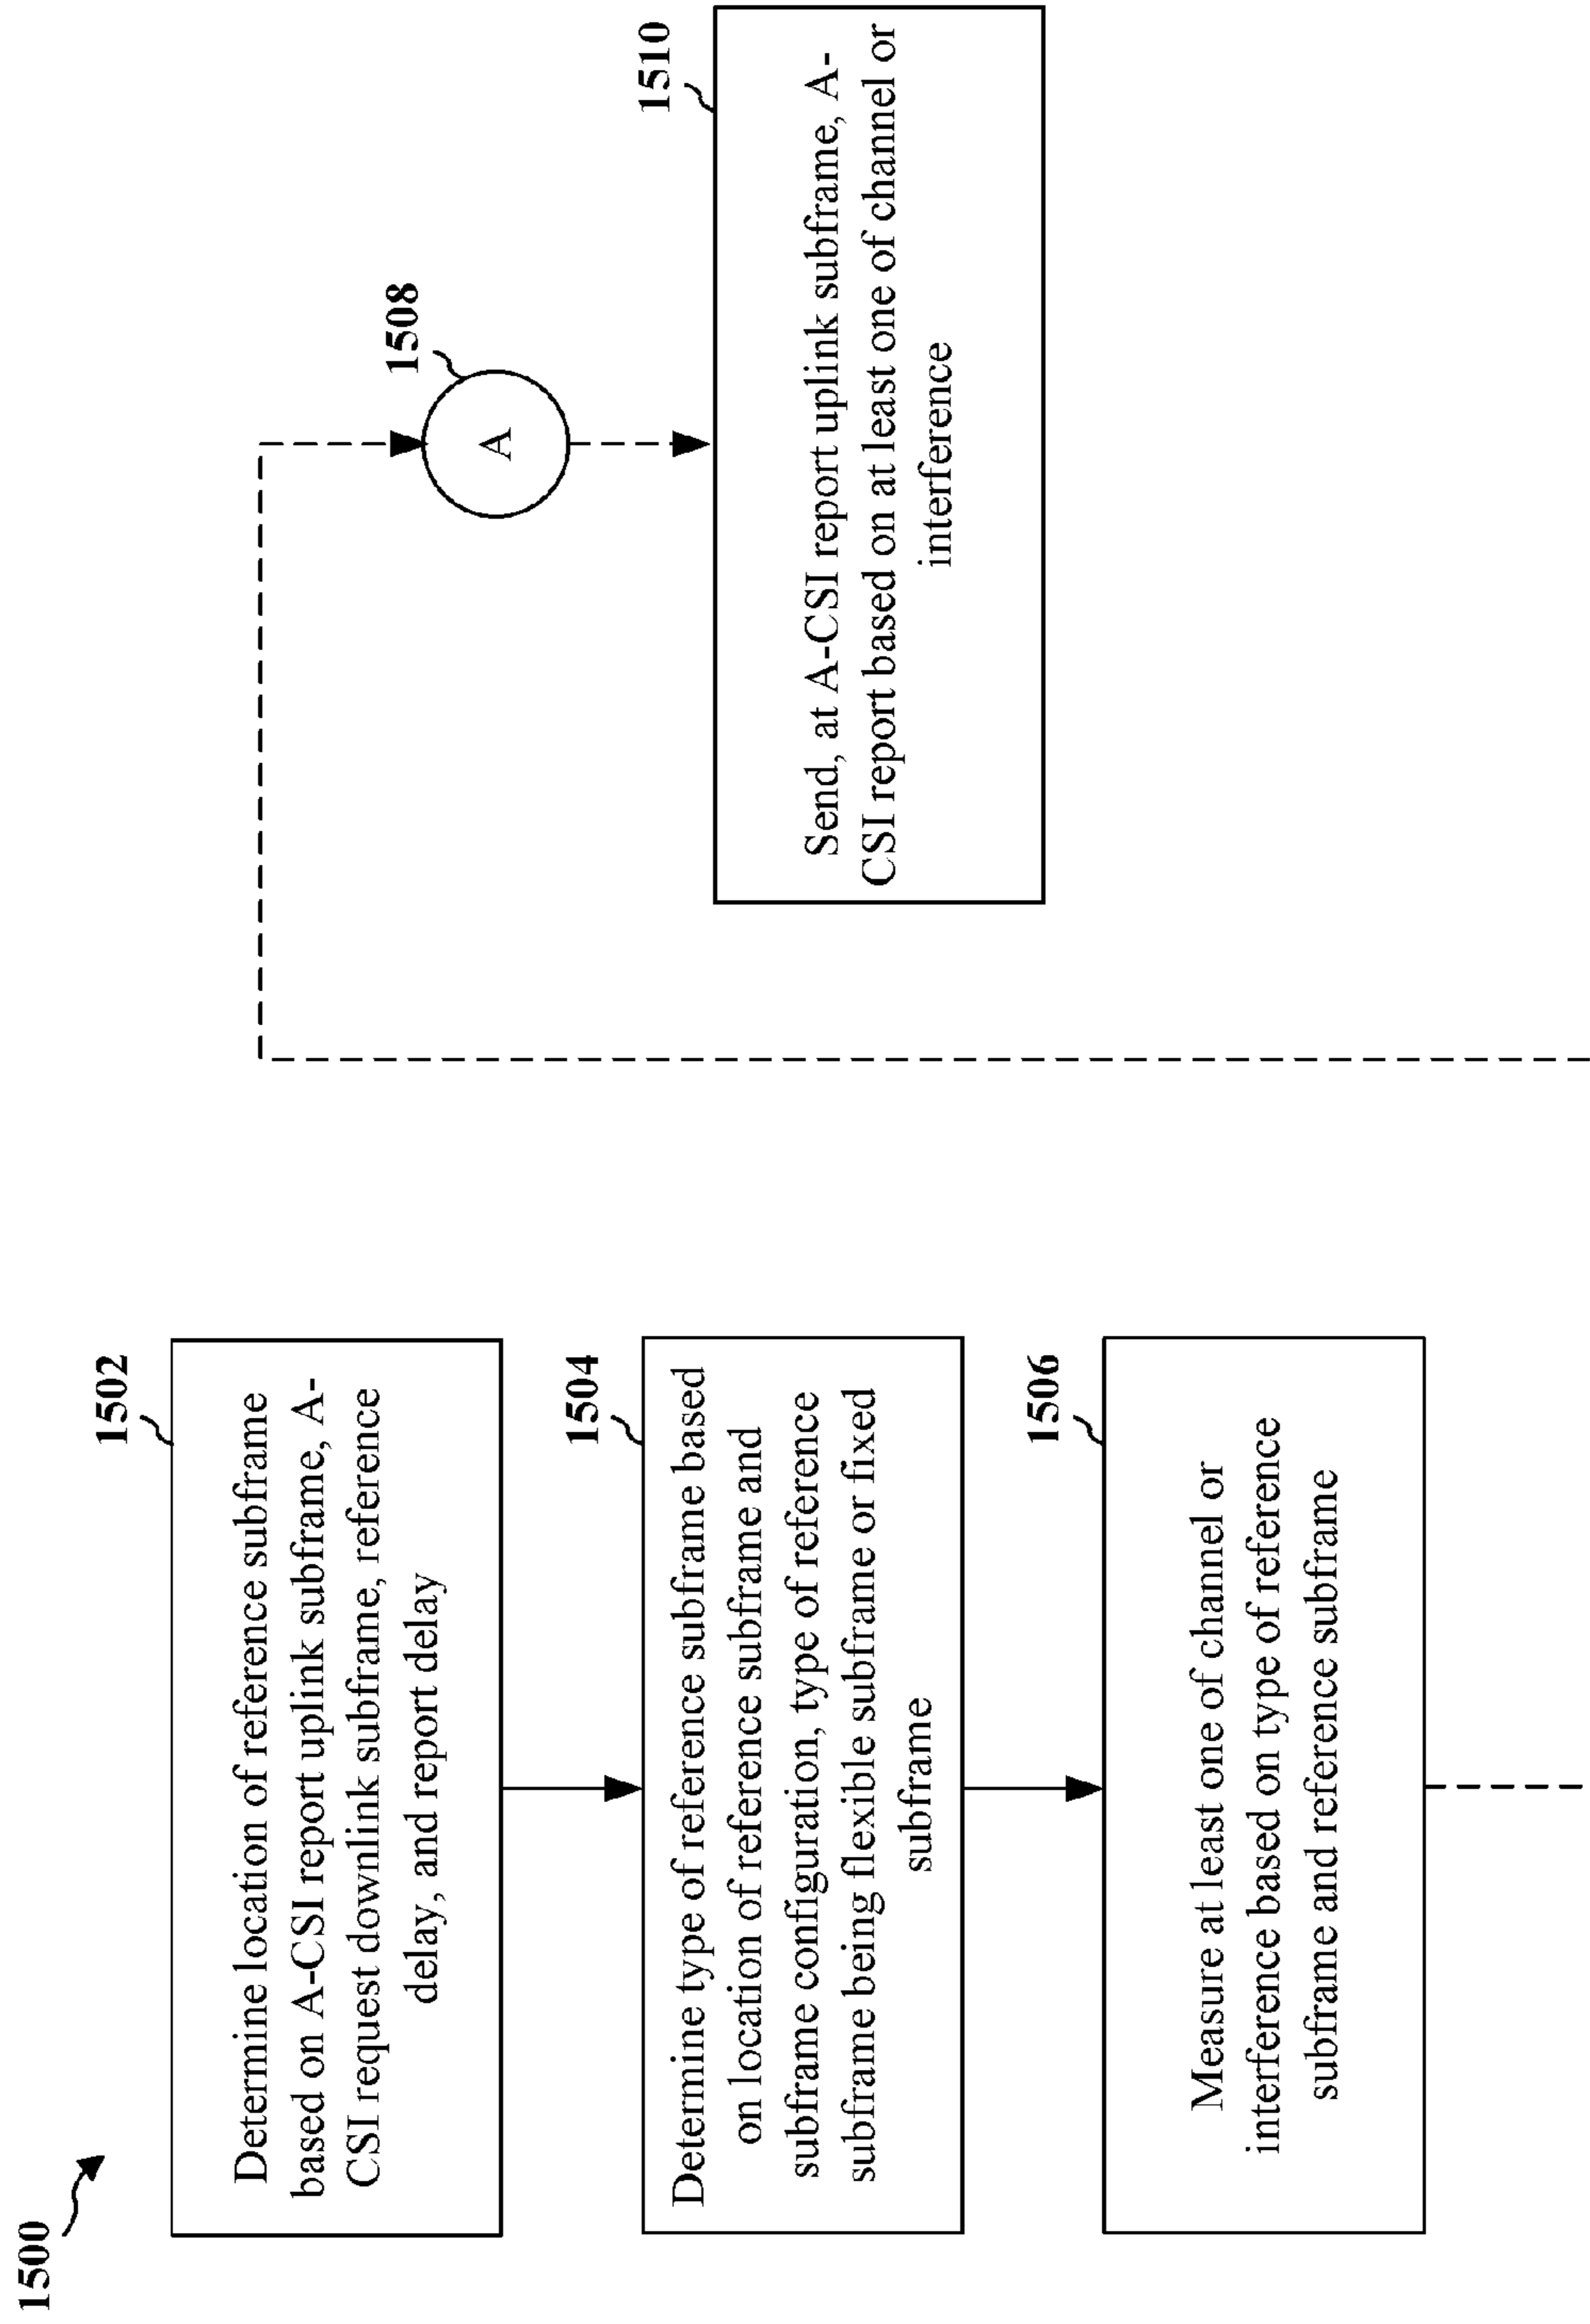 1500
1502
Determine location of reference subframe
based on A-CSI report uplink subframe, A-
CSI request downlink subframe, reference
delay, and report delay
1504
Determine type of reference subframe based
on location of reference subframe and
subframe configuration, type of reference
subframe being flexible subframe or fixed
subframe
1506
Measure at least one of channel or
interference based on type of reference
subframe and reference subframe
1508
A
1510
Send, at A-CSI report uplink subframe, A-
CSI report based on at least one of channel or
interference